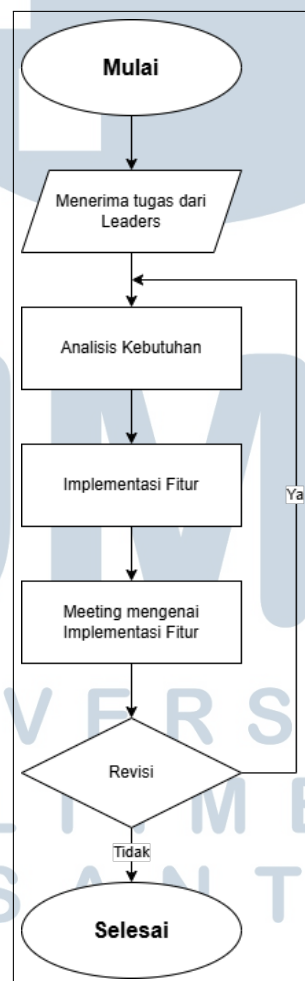 Mulai
Menerima tugas dari
Leaders
Analisis Kebutuhan
Implementasi Fitur
Ya
Meeting mengenai
Implementasi Fitur
Revisi
Tidak
Selesai